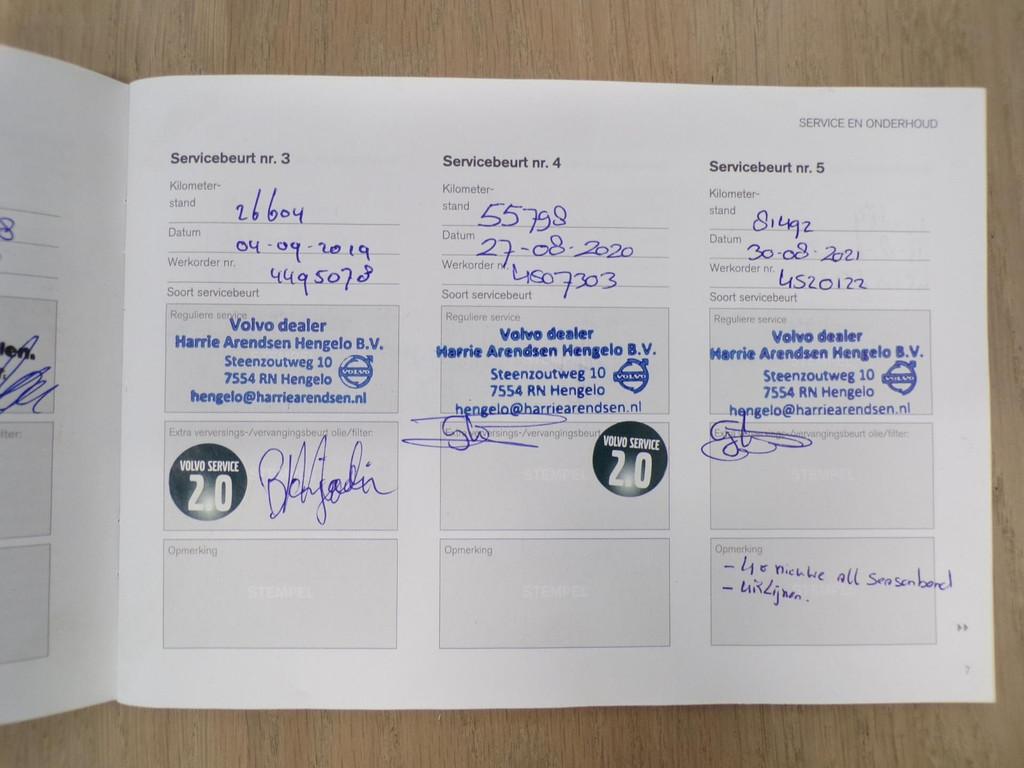 SERVICE EN ONDERHOUD
Servicebeurt nr. 3
Kilometer-
stand 26604
Datum 04-09-2019
Werkorder nr. 4495078
Soort servicebeurt
Reguliere service
Volvo dealer
Harrie Arendsen Hengelo B.V.
Steenzoutweg 10
7554 RN Hengelo
VOLVO
hengelo@harriearendsen.nl
Extra verversings-/vervangingsbeurt olie/filter:
VOLVO SERVICE
2.0
Opmerking
STEMPEL
Servicebeurt nr. 4
Kilometer-
stand 55798
Datum 27-08-2020
Werkorder nr. 4507303
Soort servicebeurt
Reguliere service
Volvo dealer
Harrie Arendsen Hengelo B.V.
Steenzoutweg 10
7554 RN Hengelo
VOLVO
hengelo@harriearendsen.nl
verversings-/vervangingsbeurt
VOLVO SERVICE
2.0
STEMPEL
Opmerking
STEMPEL
Servicebeurt nr. 5
Kilometer-
stand 81492
Datum 30-08-2021
Werkorder nr. 4520122
Soort servicebeurt
Reguliere service
Volvo dealer
Harrie Arendsen Hengelo B.V.
Steenzoutweg 10
7554 RN Hengelo
VOLVO
hengelo@harriearendsen.nl
verversings-/vervangingsbeurt olie/filter:
STEMPEL
Opmerking
- nieuwe all seasonband
- uitlijnen.
7